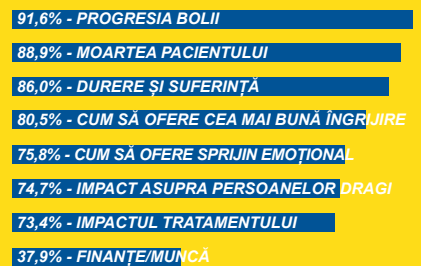 91,6% - PROGRESIA BOLII
88,9% - MOARTEA PACIENTULUI
86,0% - DURERE ȘI SUFERINȚĂ
80,5% - CUM SĂ OFERE CEA MAI BUNĂ ÎNGRIJIRE
75,8% - CUM SĂ OFERE SPRIJIN EMOȚIONAL
74,7% - IMPACT ASUPRA PERSOANELOR DRAGI
73,4% - IMPACTUL TRATAMENTULUI
37,9% - FINANȚE/MUNCĂ